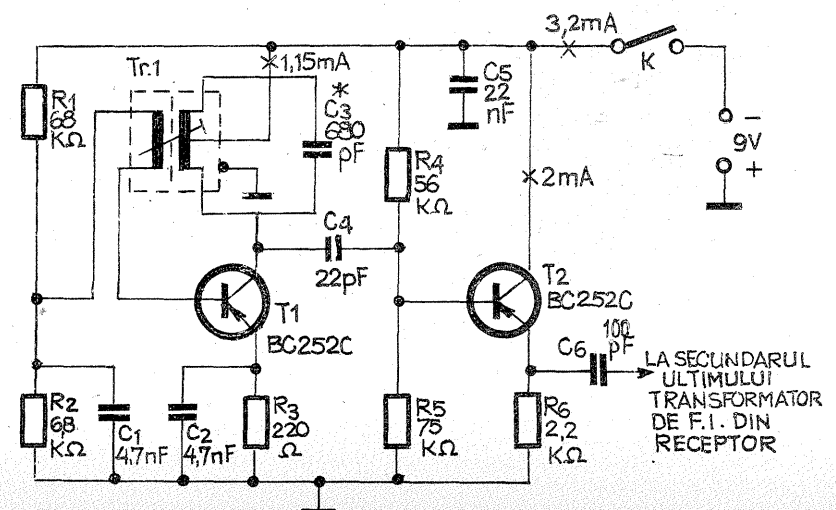 3,2mA
Tr.1
1,15mA
K
*
C3
680
pF
C5
22
nF
R1
68
KΩ
−
9V
+
R4
56
KΩ
2mA
C4
22pF
T1
BC252C
T2
BC252C
C6
100
pF
LA SECUNDARUL
ULTIMULUI
TRANSFORMATOR
DE F.I. DIN
RECEPTOR
R2
6,8
KΩ
C1
4,7nF
C2
4,7nF
R3
220
Ω
R5
75
KΩ
R6
2,2
KΩ